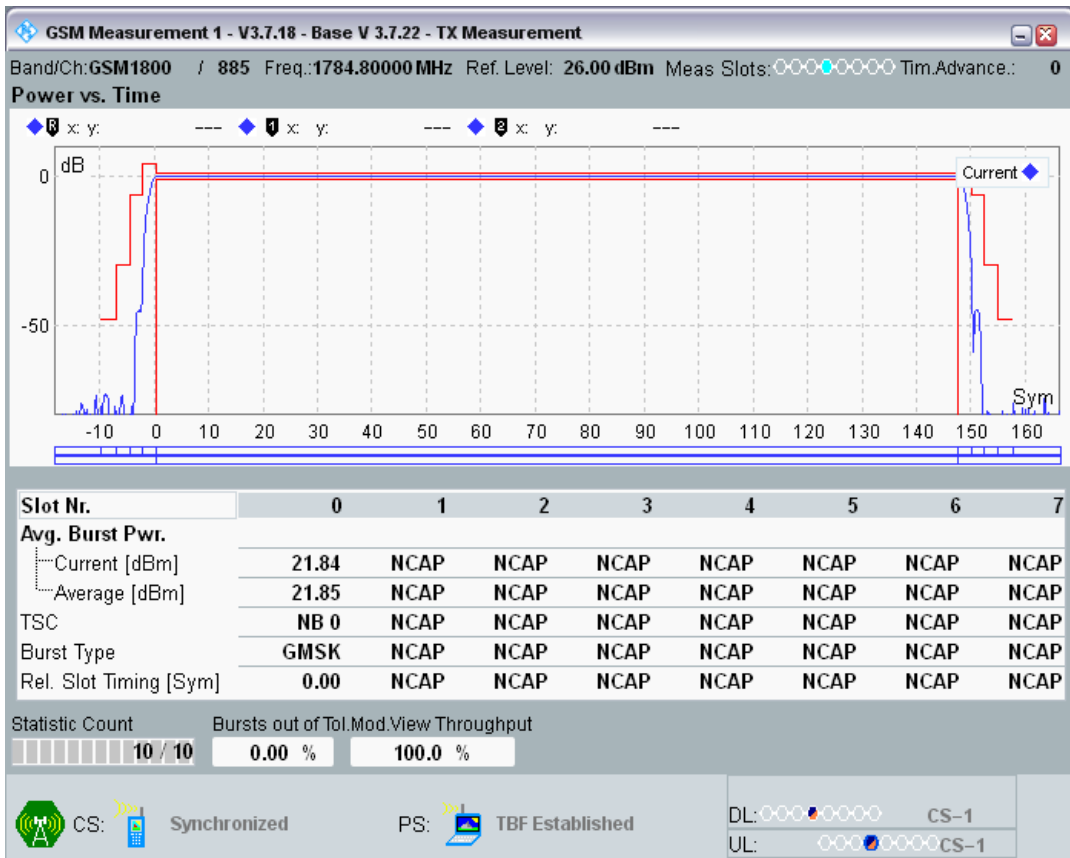 GSM Measurement 1 - V3.7.18 - Base V 3.7.22 - TX Measurement
Band/Ch:GSM1800 / 885 Freq.:1784.80000 MHz Ref. Level: 26.00 dBm Meas Slots: Tim.Advance.: 0
Power vs. Time
R x: y: --- 1 x: y: --- 2 x: y: ---
dB
Current
0
-50
Sym
-10 0 10 20 30 40 50 60 70 80 90 100 110 120 130 140 150 160
Slot Nr. 0 1 2 3 4 5 6 7
Avg. Burst Pwr.
Current [dBm] 21.84 NCAP NCAP NCAP NCAP NCAP NCAP NCAP
Average [dBm] 21.85 NCAP NCAP NCAP NCAP NCAP NCAP NCAP
TSC NB 0 NCAP NCAP NCAP NCAP NCAP NCAP NCAP
Burst Type GMSK NCAP NCAP NCAP NCAP NCAP NCAP NCAP
Rel. Slot Timing [Sym] 0.00 NCAP NCAP NCAP NCAP NCAP NCAP NCAP
Statistic Count Bursts out of Tol.Mod.View Throughput
10 / 10 0.00 % 100.0 %
CS: Synchronized PS: TBF Established
DL: CS-1
UL: CS-1